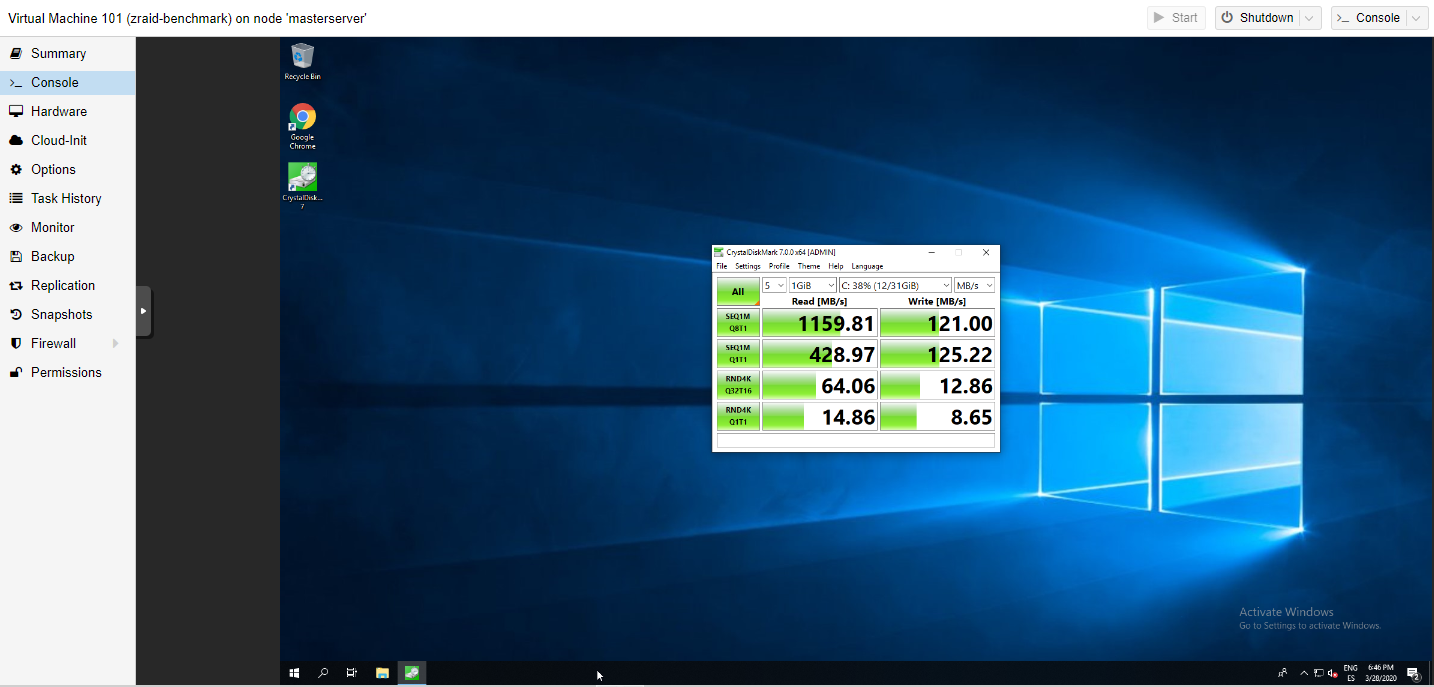 Virtual Machine 101 (zraid-benchmark) on node 'masterserver'
Start
Shutdown
Console
Summary
Console
Hardware
Cloud-Init
Options
Task History
Monitor
Backup
Replication
Snapshots
Firewall
Permissions
Recycle Bin
Google
Chrome
CrystalDisk...
7
CrystalDiskMark 7.0.0 x64 [ADMIN]
File Settings Profile Theme Help Language
All
5 1GiB C: 38% (12/31GiB) MB/s
Read [MB/s] Write [MB/s]
SEQ1M
Q8T1
1159.81 121.00
SEQ1M
Q1T1
428.97 125.22
RND4K
Q32T16
64.06 12.86
RND4K
Q1T1
14.86 8.65
Activate Windows
Go to Settings to activate Windows.
ENG
ES
6:46 PM
3/28/2020
2